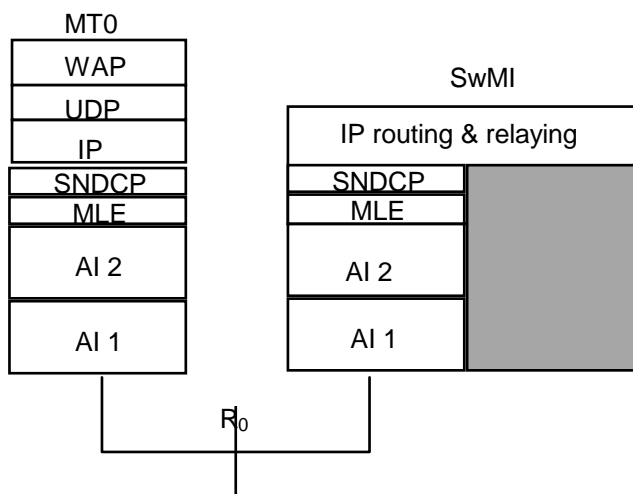 MT0
WAP
UDP
IP
SNDCP
MLE
AI 2
AI 1
SwMI
IP routing & relaying
SNDCP
MLE
AI 2
AI 1
R₀